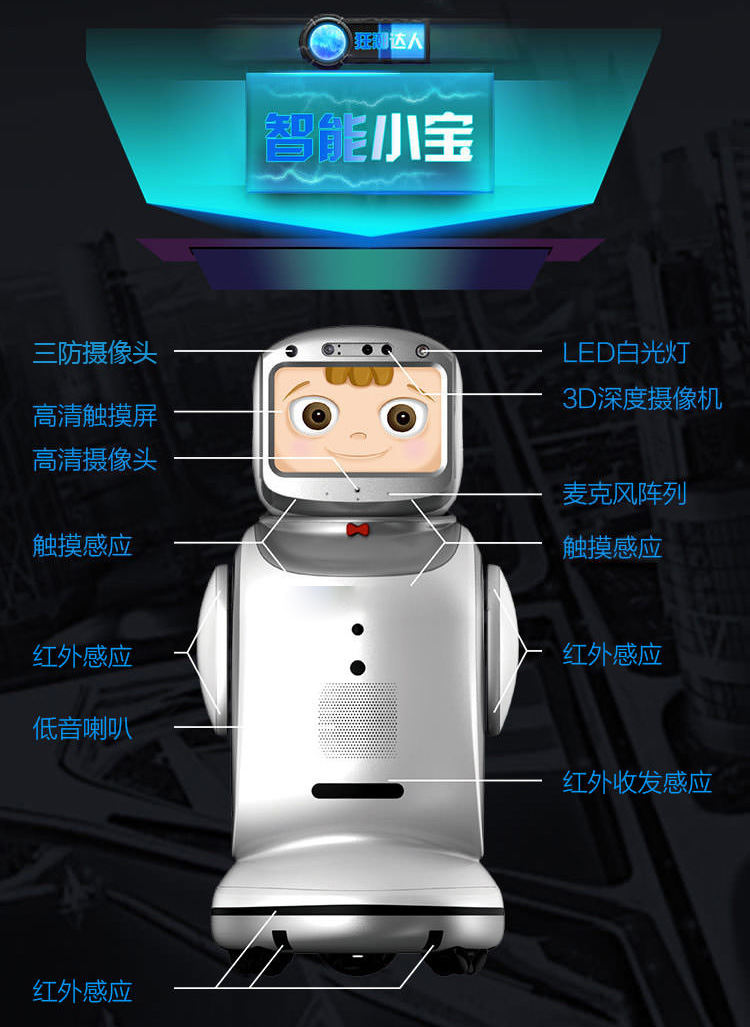 达人
智能小宝
三防摄像头
LED白光灯
3D深度摄像机
高清触摸屏
高清摄像头
麦克风阵列
触摸感应
触摸感应
红外感应
红外感应
低音喇叭
红外收发感应
红外感应